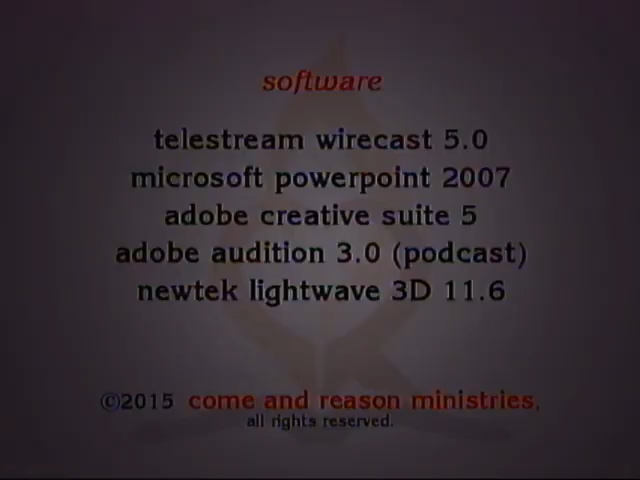 software
telestream wirecast 5.0
microsoft powerpoint 2007
adobe creative suite 5
adobe audition 3.0 (podcast)
newtek lightwave 3D 11.6
©2015 come and reason ministries.
all rights reserved.